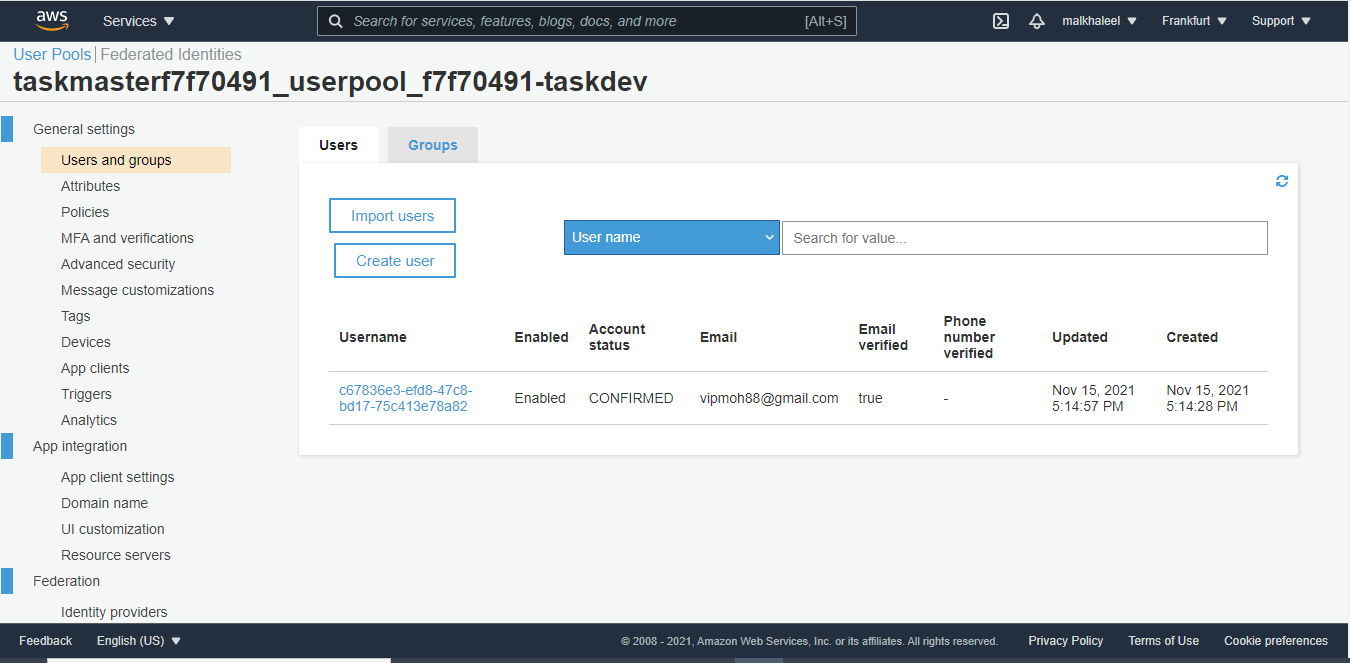 aws
Services
Search for services, features, blogs, docs, and more [Alt+S]
malkhaleel
Frankfurt
Support
User Pools | Federated Identities
taskmasterf7f70491_userpool_f7f70491-taskdev
General settings
Users and groups
Attributes
Policies
MFA and verifications
Advanced security
Message customizations
Tags
Devices
App clients
Triggers
Analytics
App integration
App client settings
Domain name
UI customization
Resource servers
Federation
Identity providers
Users
Groups
Import users
Create user
User name
Search for value...
Username
Enabled
Account
status
Email
Email
verified
Phone
number
verified
Updated
Created
c67836e3-efd8-47c8-
bd17-75c413e78a82
Enabled
CONFIRMED
vipmoh88@gmail.com
true
-
Nov 15, 2021
5:14:57 PM
Nov 15, 2021
5:14:28 PM
Feedback
English (US)
© 2008 - 2021, Amazon Web Services, Inc. or its affiliates. All rights reserved.
Privacy Policy
Terms of Use
Cookie preferences